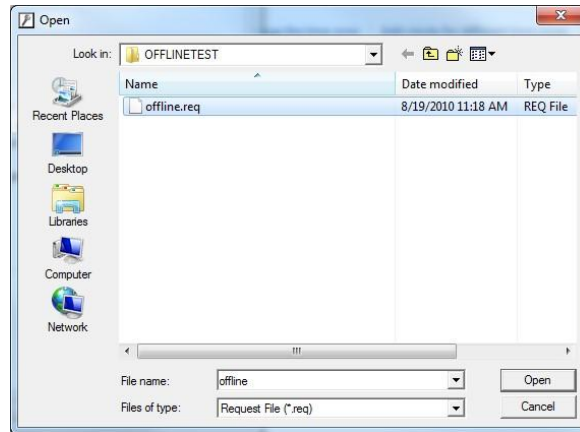 Open
Look in: OFFLINETEST
Name Date modified Type
offline.req 8/19/2010 11:18 AM REQ File
Recent Places
Desktop
Libraries
Computer
Network
File name: offline Open
Files of type: Request File (*.req) Cancel